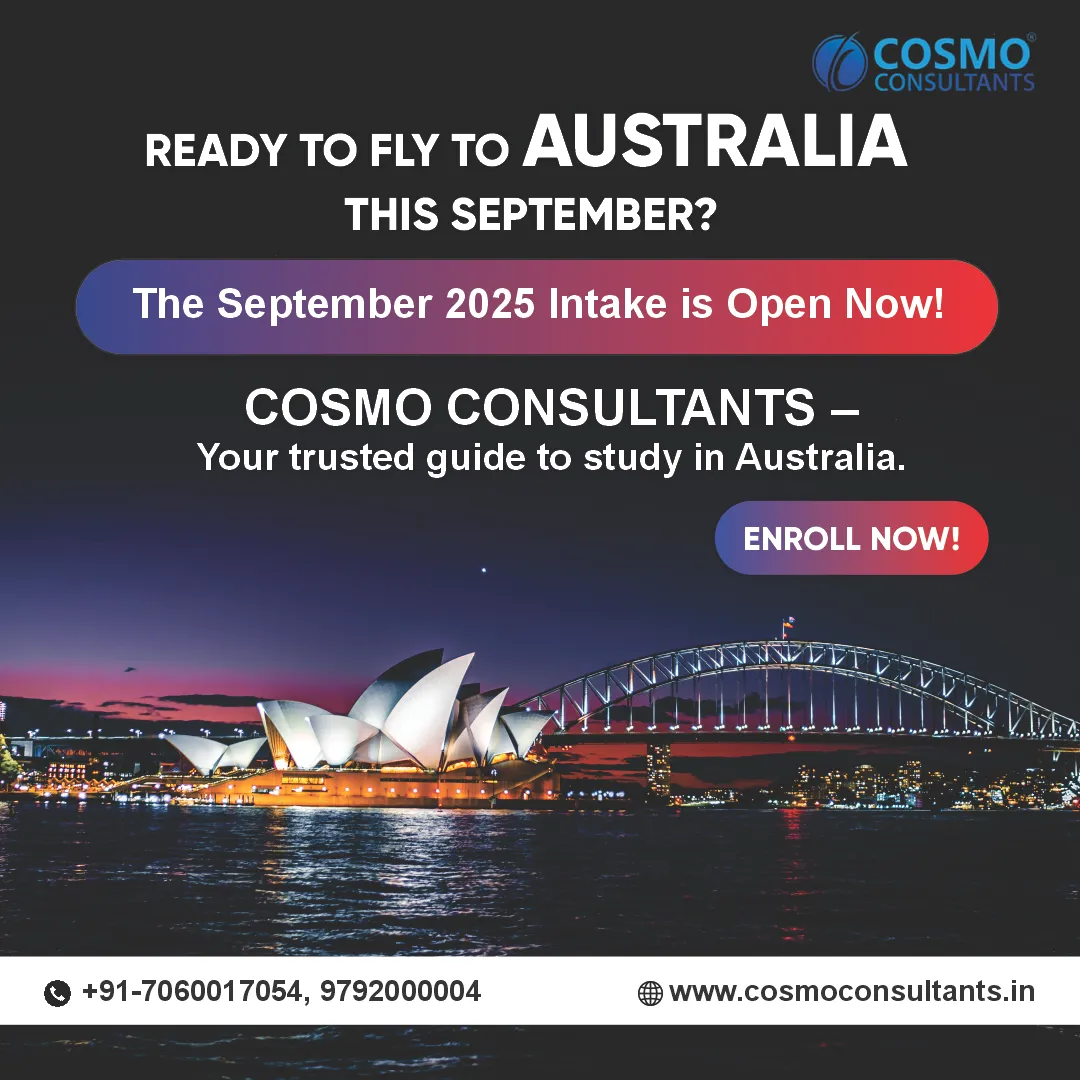 COSMO®
CONSULTANTS
READY TO FLY TO AUSTRALIA
THIS SEPTEMBER?
The September 2025 Intake is Open Now!
COSMO CONSULTANTS –
Your trusted guide to study in Australia.
ENROLL NOW!
+91-7060017054, 9792000004
www.cosmoconsultants.in